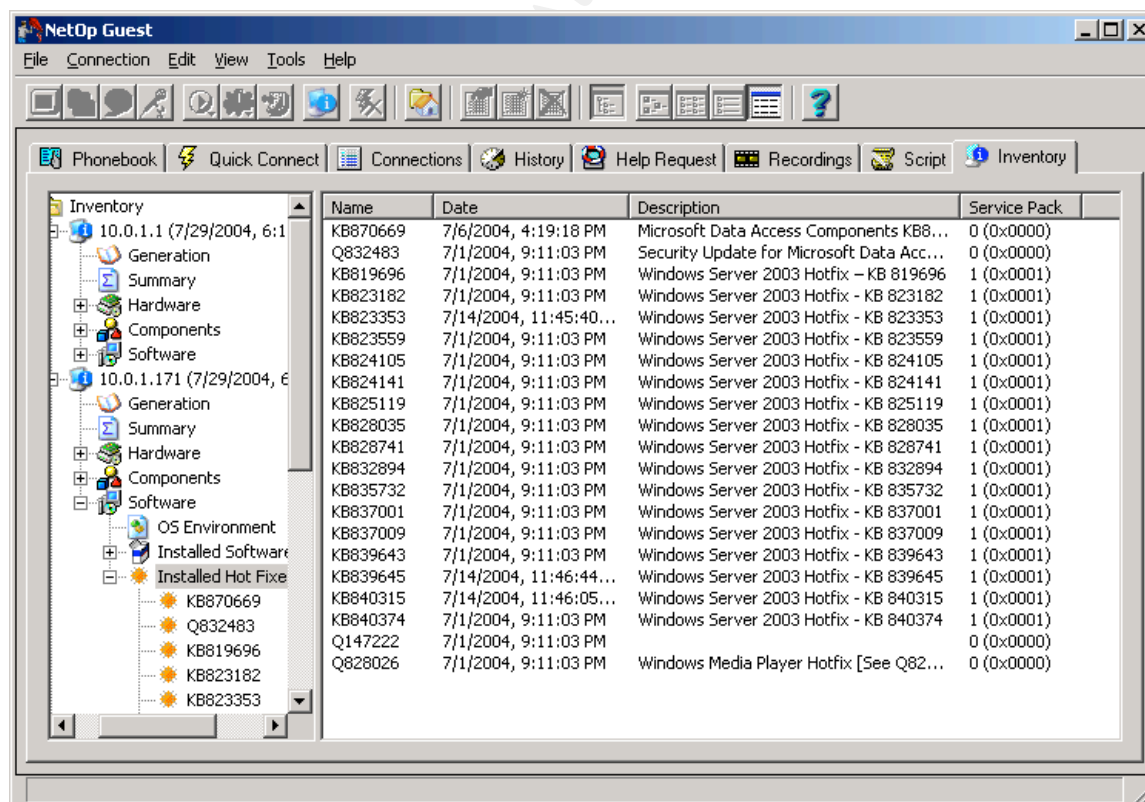 NetOp Guest
File Connection Edit View Tools Help
Phonebook Quick Connect Connections History Help Request Recordings Script Inventory
Inventory
10.0.1.1 (7/29/2004, 6:1
Generation
Summary
Hardware
Components
Software
10.0.1.171 (7/29/2004, 6
Generation
Summary
Hardware
Components
Software
OS Environment
Installed Software
Installed Hot Fixe
KB870669
Q832483
KB819696
KB823182
KB823353
Name Date Description Service Pack
KB870669 7/6/2004, 4:19:18 PM Microsoft Data Access Components KB8... 0 (0x0000)
Q832483 7/1/2004, 9:11:03 PM Security Update for Microsoft Data Acc... 0 (0x0000)
KB819696 7/1/2004, 9:11:03 PM Windows Server 2003 Hotfix – KB 819696 1 (0x0001)
KB823182 7/1/2004, 9:11:03 PM Windows Server 2003 Hotfix - KB 823182 1 (0x0001)
KB823353 7/14/2004, 11:45:40... Windows Server 2003 Hotfix - KB 823353 1 (0x0001)
KB823559 7/1/2004, 9:11:03 PM Windows Server 2003 Hotfix - KB 823559 1 (0x0001)
KB824105 7/1/2004, 9:11:03 PM Windows Server 2003 Hotfix - KB 824105 1 (0x0001)
KB824141 7/1/2004, 9:11:03 PM Windows Server 2003 Hotfix - KB 824141 1 (0x0001)
KB825119 7/1/2004, 9:11:03 PM Windows Server 2003 Hotfix - KB 825119 1 (0x0001)
KB828035 7/1/2004, 9:11:03 PM Windows Server 2003 Hotfix - KB 828035 1 (0x0001)
KB828741 7/1/2004, 9:11:03 PM Windows Server 2003 Hotfix - KB 828741 1 (0x0001)
KB832894 7/1/2004, 9:11:03 PM Windows Server 2003 Hotfix - KB 832894 1 (0x0001)
KB835732 7/1/2004, 9:11:03 PM Windows Server 2003 Hotfix - KB 835732 1 (0x0001)
KB837001 7/1/2004, 9:11:03 PM Windows Server 2003 Hotfix - KB 837001 1 (0x0001)
KB837009 7/1/2004, 9:11:03 PM Windows Server 2003 Hotfix - KB 837009 1 (0x0001)
KB839643 7/1/2004, 9:11:03 PM Windows Server 2003 Hotfix - KB 839643 1 (0x0001)
KB839645 7/14/2004, 11:46:44... Windows Server 2003 Hotfix - KB 839645 1 (0x0001)
KB840315 7/14/2004, 11:46:05... Windows Server 2003 Hotfix - KB 840315 1 (0x0001)
KB840374 7/1/2004, 9:11:03 PM Windows Server 2003 Hotfix - KB 840374 1 (0x0001)
Q147222 7/1/2004, 9:11:03 PM 0 (0x0000)
Q828026 7/1/2004, 9:11:03 PM Windows Media Player Hotfix [See Q82... 0 (0x0000)